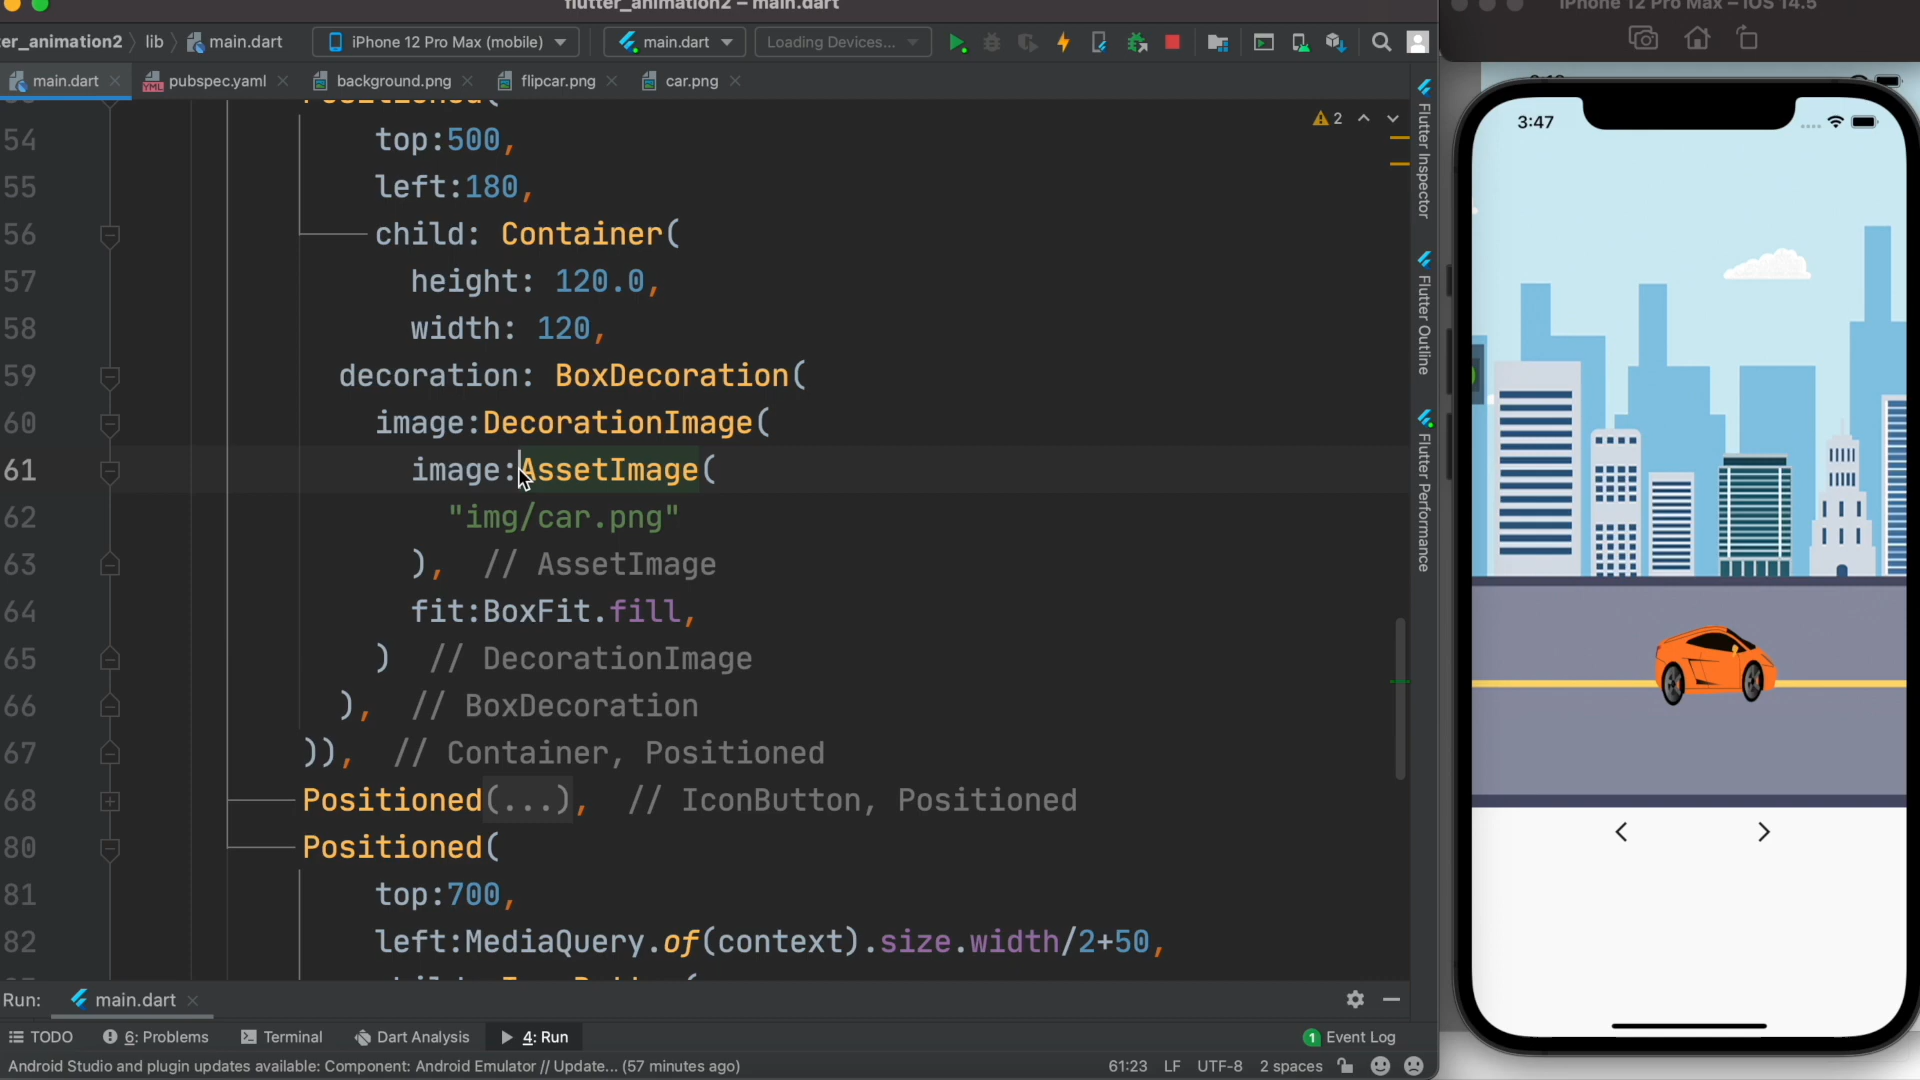 flutter_animation2 – main.dart
iPhone 12 Pro Max – iOS 14.5
er_animation2 lib main.dart iPhone 12 Pro Max (mobile) main.dart Loading Devices...
main.dart pubspec.yaml background.png flipcar.png car.png
Positioned(
54 top:500,
2
55 left:180,
56 child: Container(
57 height: 120.0,
58 width: 120,
59 decoration: BoxDecoration(
60 image:DecorationImage(
61 image:AssetImage(
62 "img/car.png"
63 ), // AssetImage
64 fit:BoxFit.fill,
65 ) // DecorationImage
66 ), // BoxDecoration
67 )), // Container, Positioned
68 Positioned(...), // IconButton, Positioned
80 Positioned(
81 top:700,
82 left:MediaQuery.of(context).size.width/2+50,
Flutter Inspector
Flutter Outline
Flutter Performance
3:47
Run: main.dart
TODO 6: Problems Terminal Dart Analysis 4: Run 1 Event Log
Android Studio and plugin updates available: Component: Android Emulator // Update... (57 minutes ago) 61:23 LF UTF-8 2 spaces